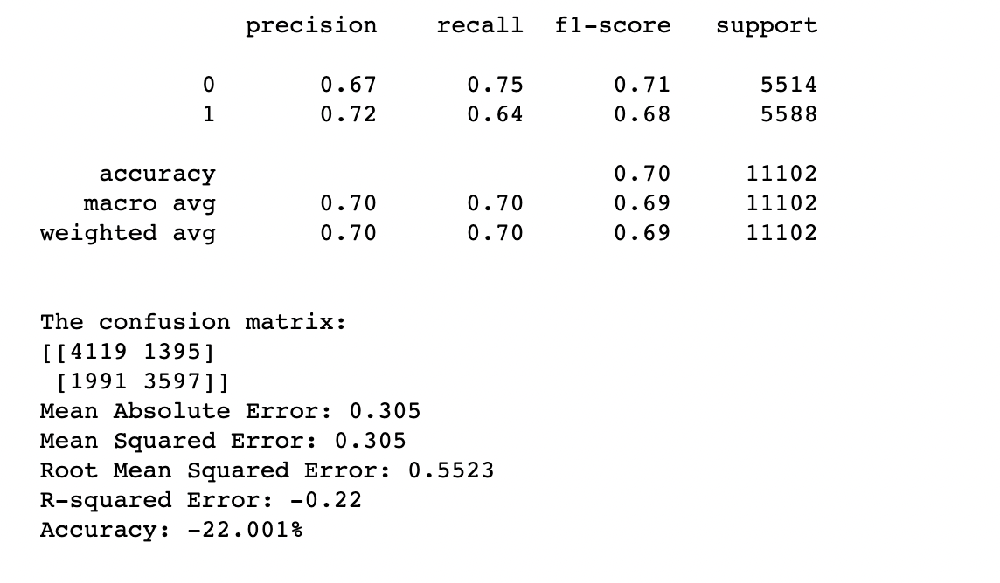 precision recall f1-score support
0 0.67 0.75 0.71 5514
1 0.72 0.64 0.68 5588
accuracy 0.70 11102
macro avg 0.70 0.70 0.69 11102
weighted avg 0.70 0.70 0.69 11102
The confusion matrix:
[[4119 1395]
[1991 3597]]
Mean Absolute Error: 0.305
Mean Squared Error: 0.305
Root Mean Squared Error: 0.5523
R-squared Error: -0.22
Accuracy: -22.001%